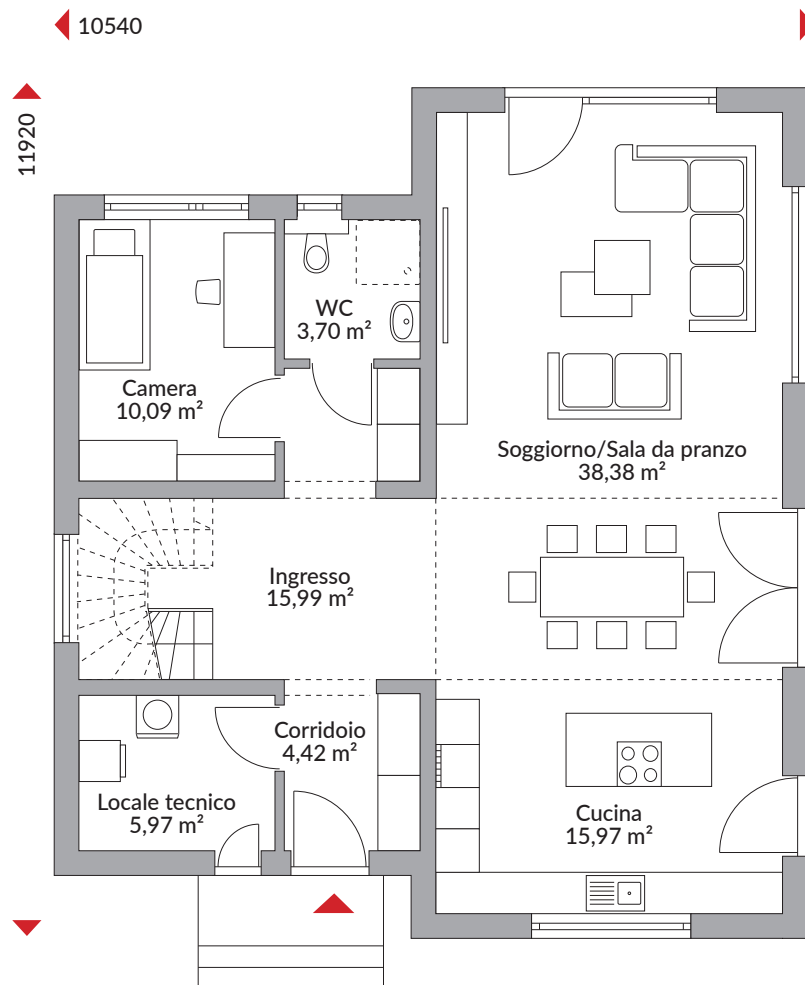 10540
11920
WC
3,70 m²
Camera
10,09 m²
Soggiorno/Sala da pranzo
38,38 m²
Ingresso
15,99 m²
Corridoio
4,42 m²
Locale tecnico
5,97 m²
Cucina
15,97 m²